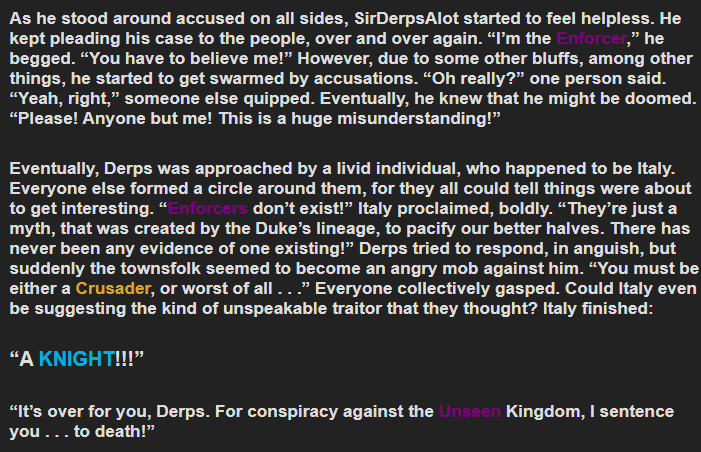 As he stood around accused on all sides, SirDerpsAlot started to feel helpless. He
kept pleading his case to the people, over and over again. “I’m the Enforcer,” he
begged. “You have to believe me!” However, due to some other bluffs, among other
things, he started to get swarmed by accusations. “Oh really?” one person said.
“Yeah, right,” someone else quipped. Eventually, he knew that he might be doomed.
“Please! Anyone but me! This is a huge misunderstanding!”
Eventually, Derps was approached by a livid individual, who happened to be Italy.
Everyone else formed a circle around them, for they all could tell things were about
to get interesting. “Enforcers don’t exist!” Italy proclaimed, boldly. “They’re just a
myth, that was created by the Duke’s lineage, to pacify our better halves. There has
never been any evidence of one existing!” Derps tried to respond, in anguish, but
suddenly the townsfolk seemed to become an angry mob against him. “You must be
either a Crusader, or worst of all . . .” Everyone collectively gasped. Could Italy even
be suggesting the kind of unspeakable traitor that they thought? Italy finished:
“A KNIGHT!!!”
“It’s over for you, Derps. For conspiracy against the Unseen Kingdom, I sentence
you . . . to death!”